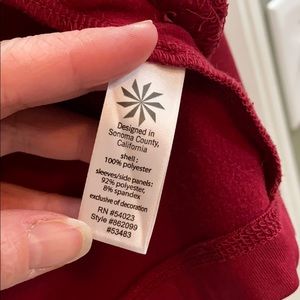 Designed in
Sonoma County,
California
shell:
100% polyester
sleeves/side panels:
92% polyester,
8% spandex
exclusive of decoration
RN #54023
Style #862099
#53483